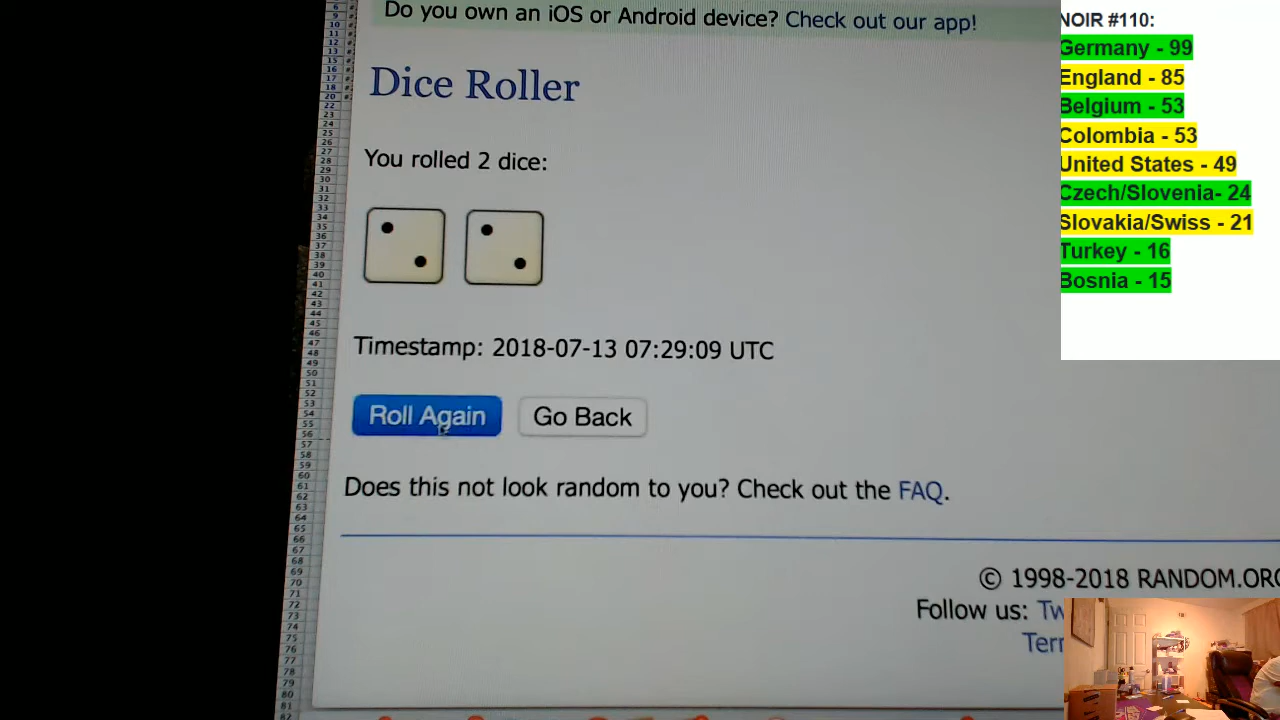 Do you own an iOS or Android device? Check out our app!
Dice Roller
You rolled 2 dice:
Timestamp: 2018-07-13 07:29:09 UTC
Roll Again
Go Back
Does this not look random to you? Check out the FAQ.
© 1998-2018 RANDOM.ORG
Follow us: Tw
Terr
NOIR #110:
Germany - 99
England - 85
Belgium - 53
Colombia - 53
United States - 49
Czech/Slovenia- 24
Slovakia/Swiss - 21
Turkey - 16
Bosnia - 15